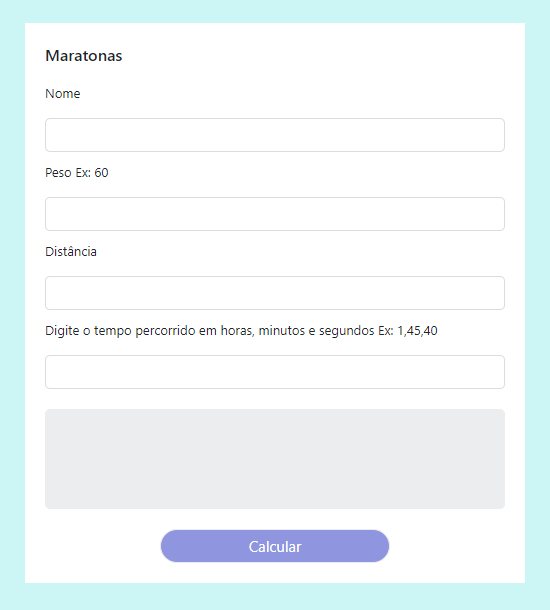 Maratonas
Nome
Peso Ex: 60
Distância
Digite o tempo percorrido em horas, minutos e segundos Ex: 1,45,40
Calcular